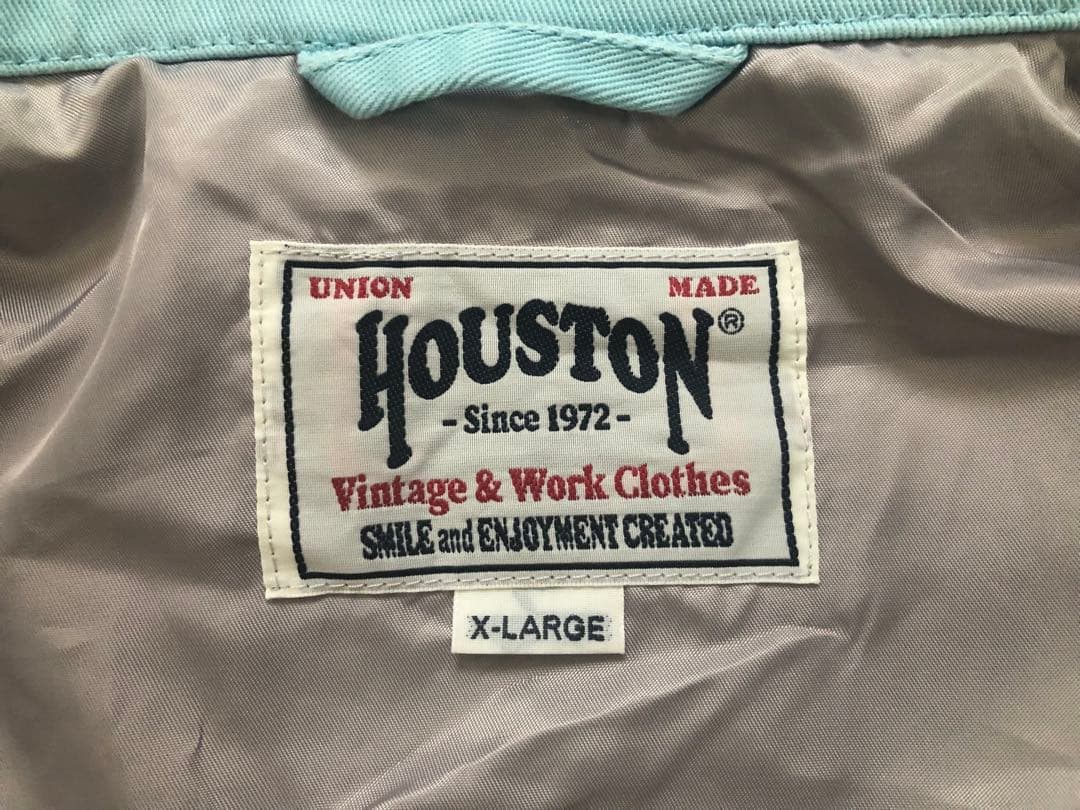 UNION MADE
HOUSTON®
- Since 1972 -
Vintage & Work Clothes
SMILE and ENJOYMENT CREATED
X-LARGE